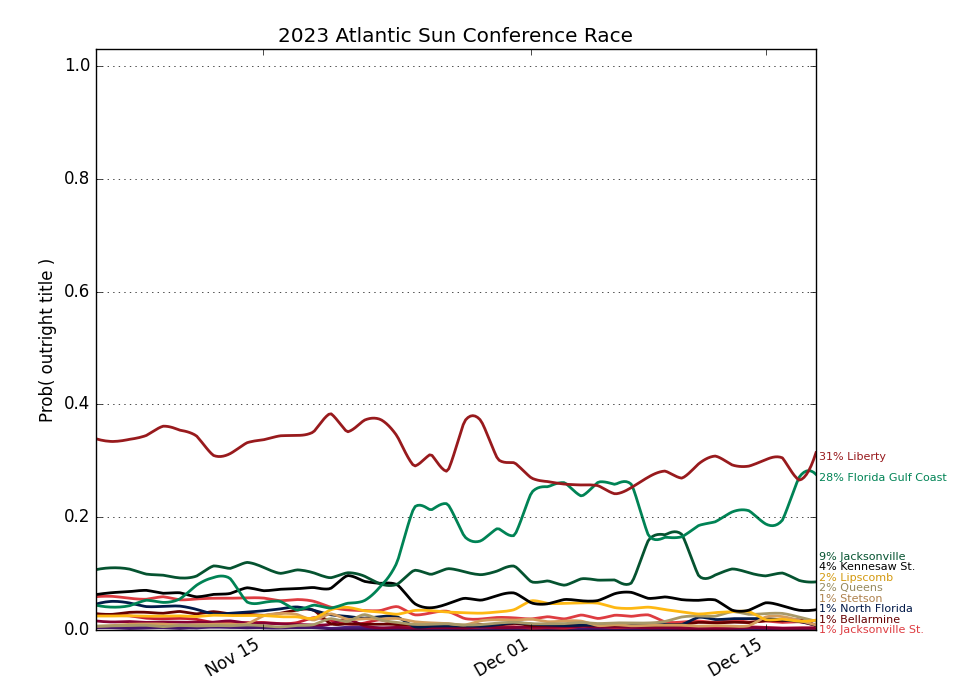 2023 Atlantic Sun Conference Race
Prob( outright title )
1.0
0.8
0.6
0.4
0.2
0.0
Nov 15
Dec 01
Dec 15
31% Liberty
28% Florida Gulf Coast
9% Jacksonville
4% Kennesaw St.
2% Lipscomb
2% Queens
1% Stetson
1% North Florida
1% Bellarmine
1% Jacksonville St.